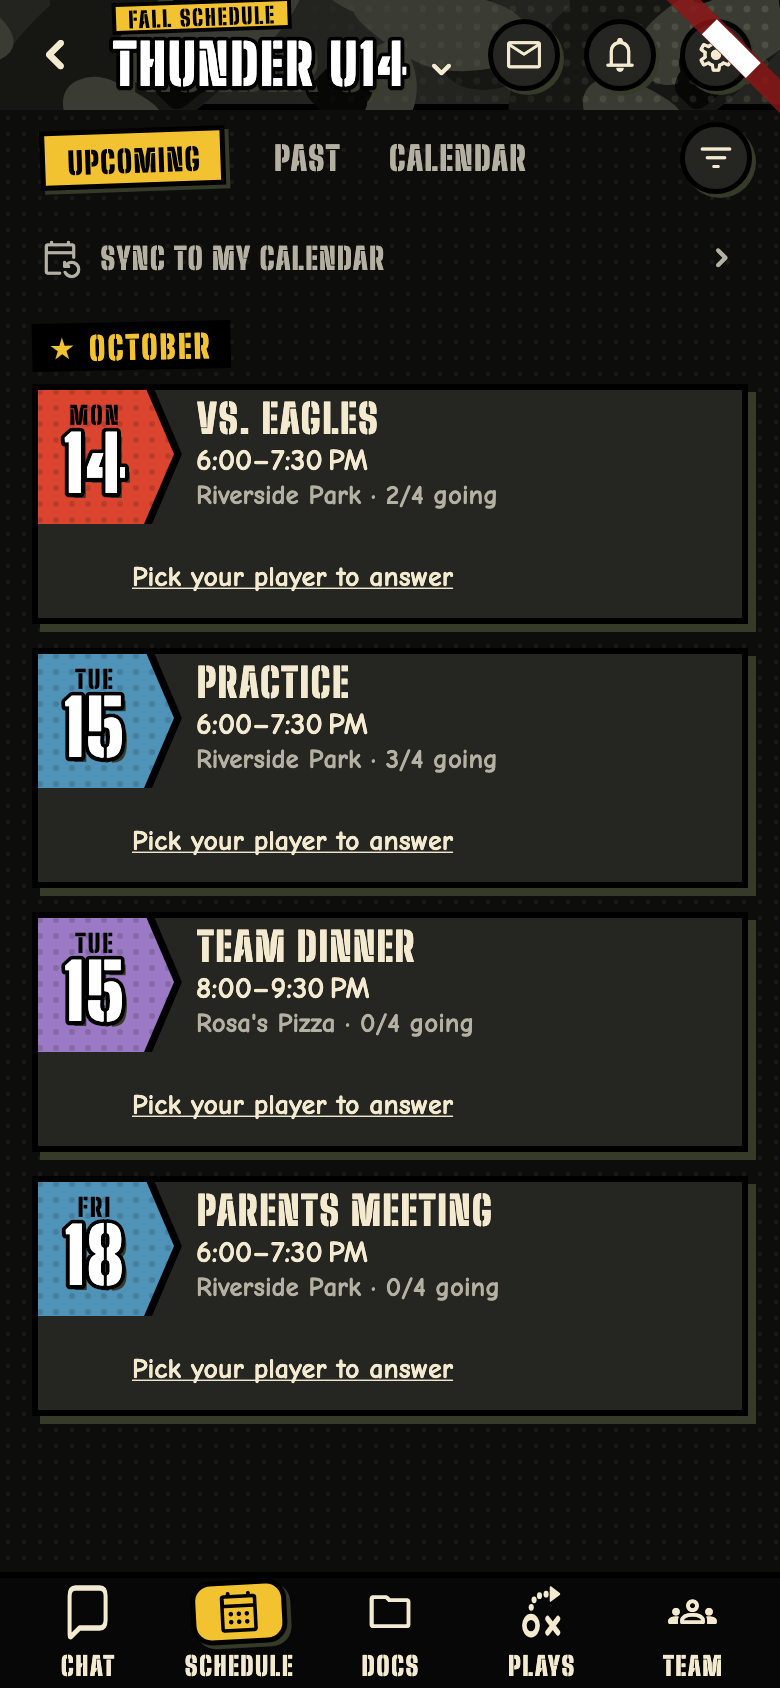 FALL SCHEDULE
THUNDER U14
UPCOMING
PAST
CALENDAR
SYNC TO MY CALENDAR
★ OCTOBER
MON
14
VS. EAGLES
6:00–7:30 PM
Riverside Park · 2/4 going
Pick your player to answer
TUE
15
PRACTICE
6:00–7:30 PM
Riverside Park · 3/4 going
Pick your player to answer
TUE
15
TEAM DINNER
8:00–9:30 PM
Rosa's Pizza · 0/4 going
Pick your player to answer
FRI
18
PARENTS MEETING
6:00–7:30 PM
Riverside Park · 0/4 going
Pick your player to answer
CHAT
SCHEDULE
DOCS
PLAYS
TEAM